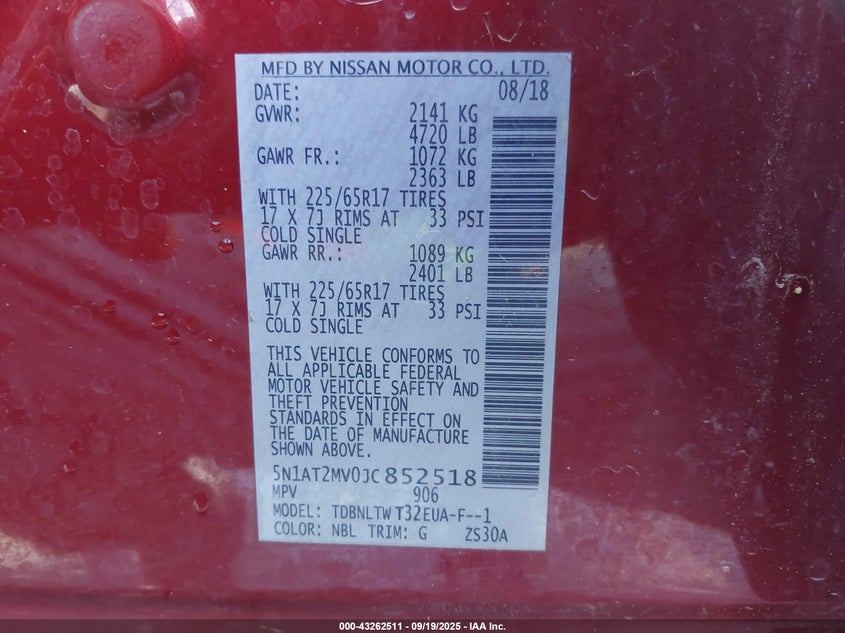 MFD BY NISSAN MOTOR CO., LTD.
DATE: 08/18
GVWR: 2141 KG
4720 LB
GAWR FR.: 1072 KG
2363 LB
WITH 225/65R17 TIRES
17 X 7J RIMS AT 33 PSI
COLD SINGLE
GAWR RR.: 1089 KG
2401 LB
WITH 225/65R17 TIRES
17 X 7J RIMS AT 33 PSI
COLD SINGLE
THIS VEHICLE CONFORMS TO
ALL APPLICABLE FEDERAL
MOTOR VEHICLE SAFETY AND
THEFT PREVENTION
STANDARDS IN EFFECT ON
THE DATE OF MANUFACTURE
SHOWN ABOVE.
5N1AT2MV0JC852518
MPV 906
MODEL: TDBNLTW T32EUA-F--1
COLOR: NBL TRIM: G ZS30A
000-43262511 - 09/19/2025 - IAA Inc.